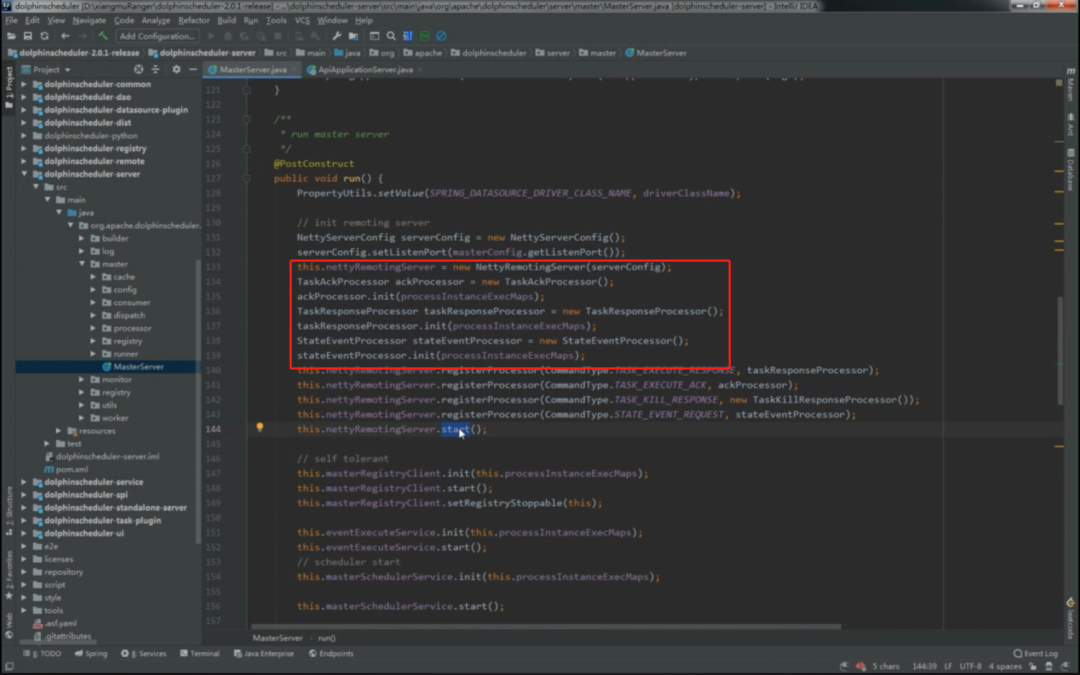 dolphinscheduler [D:\xiangmuRanger\dolphinscheduler-2.0.1-release] - ...\dolphinscheduler-server\src\main\java\org\apache\dolphinscheduler\server\master\MasterServer.java [dolphinscheduler-server] - IntelliJ IDEA
File Edit View Navigate Code Analyze Refactor Build Run Tools VCS Window Help
Add Configuration...
dolphinscheduler-2.0.1-release dolphinscheduler-server src main java org apache dolphinscheduler server master MasterServer
Project MasterServer.java ApiApplicationServer.java
1: Project
Maven
Ant
Database
dolphinscheduler-common
dolphinscheduler-dao
dolphinscheduler-datasource-plugin
dolphinscheduler-dist
dolphinscheduler-python
dolphinscheduler-registry
dolphinscheduler-remote
dolphinscheduler-server
src
main
java
org.apache.dolphinscheduler.
builder
log
master
cache
config
consumer
dispatch
processor
registry
runner
MasterServer
monitor
registry
utils
worker
resources
test
dolphinscheduler-server.iml
pom.xml
dolphinscheduler-service
dolphinscheduler-api
dolphinscheduler-standalone-server
dolphinscheduler-task-plugin
dolphinscheduler-ui
e2e
licenses
repository
script
style
tools
.asf.yaml
.gitattributes
121 }
122
123 /**
124 * run master server
125 */
126 @PostConstruct
127 public void run() {
128 PropertyUtils.setValue(SPRING_DATASOURCE_DRIVER_CLASS_NAME, driverClassName);
129
130 // init remoting server
131 NettyServerConfig serverConfig = new NettyServerConfig();
132 serverConfig.setListenPort(masterConfig.getListenPort());
133 this.nettyRemotingServer = new NettyRemotingServer(serverConfig);
134 TaskAckProcessor ackProcessor = new TaskAckProcessor();
135 ackProcessor.init(processInstanceExecMaps);
136 TaskResponseProcessor taskResponseProcessor = new TaskResponseProcessor();
137 taskResponseProcessor.init(processInstanceExecMaps);
138 StateEventProcessor stateEventProcessor = new StateEventProcessor();
139 stateEventProcessor.init(processInstanceExecMaps);
140 this.nettyRemotingServer.registerProcessor(CommandType.TASK_EXECUTE_RESPONSE, taskResponseProcessor);
141 this.nettyRemotingServer.registerProcessor(CommandType.TASK_EXECUTE_ACK, ackProcessor);
142 this.nettyRemotingServer.registerProcessor(CommandType.TASK_KILL_RESPONSE, new TaskKillResponseProcessor());
143 this.nettyRemotingServer.registerProcessor(CommandType.STATE_EVENT_REQUEST, stateEventProcessor);
144 this.nettyRemotingServer.start();
145
146 // self tolerant
147 this.masterRegistryClient.init(this.processInstanceExecMaps);
148 this.masterRegistryClient.start();
149 this.masterRegistryClient.setRegistryStoppable(this);
150
151 this.eventExecuteService.init(this.processInstanceExecMaps);
152 this.eventExecuteService.start();
153 // scheduler start
154 this.masterSchedulerService.init(this.processInstanceExecMaps);
155
156 this.masterSchedulerService.start();
157
Structure
2: Favorites
Web
leetcode
MasterServer run()
6: TODO Spring 8: Services Terminal Java Enterprise Endpoints Event Log
5 chars 144:39 LF UTF-8 4 spaces